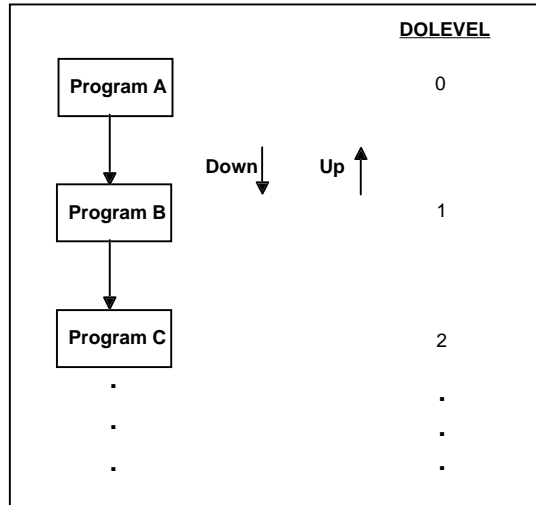 DOLEVEL
Program A
0
Down
Up
Program B
1
Program C
2
.
.
.
.
.
.